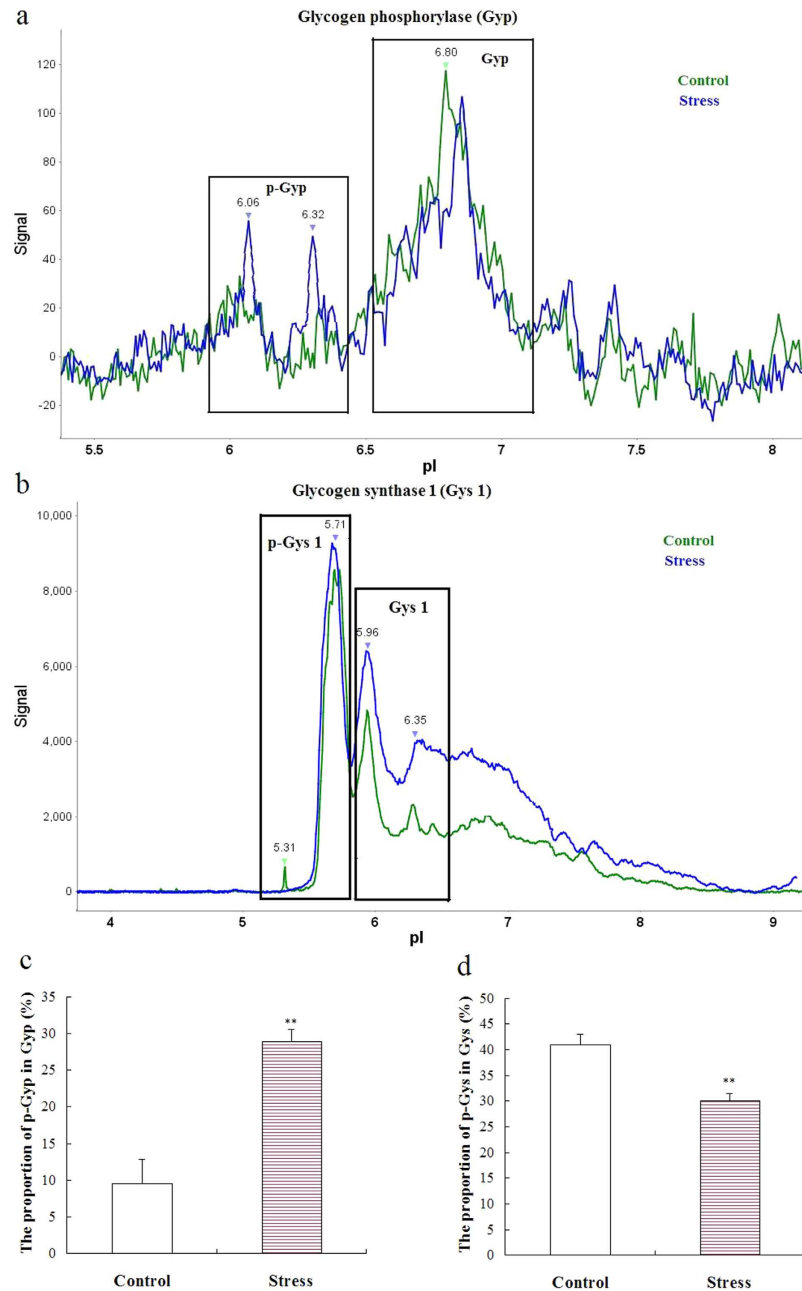 a
Glycogen phosphorylase (Gyp)
120
100
80
60
40
20
0
-20
Signal
6.80
Gyp
Control
Stress
p-Gyp
6.06
6.32
5.5 6 6.5 7 7.5 8
pI
b
Glycogen synthase 1 (Gys 1)
10,000
8,000
6,000
4,000
2,000
0
Signal
5.71
p-Gys 1
Control
Stress
Gys 1
5.96
6.35
5.31
4 5 6 7 8 9
pI
c
The proportion of p-Gyp in Gyp (%)
35
30
25
20
15
10
5
0
**
Control Stress
d
The proportion of p-Gys in Gys (%)
50
45
40
35
30
25
20
15
10
5
0
**
Control Stress